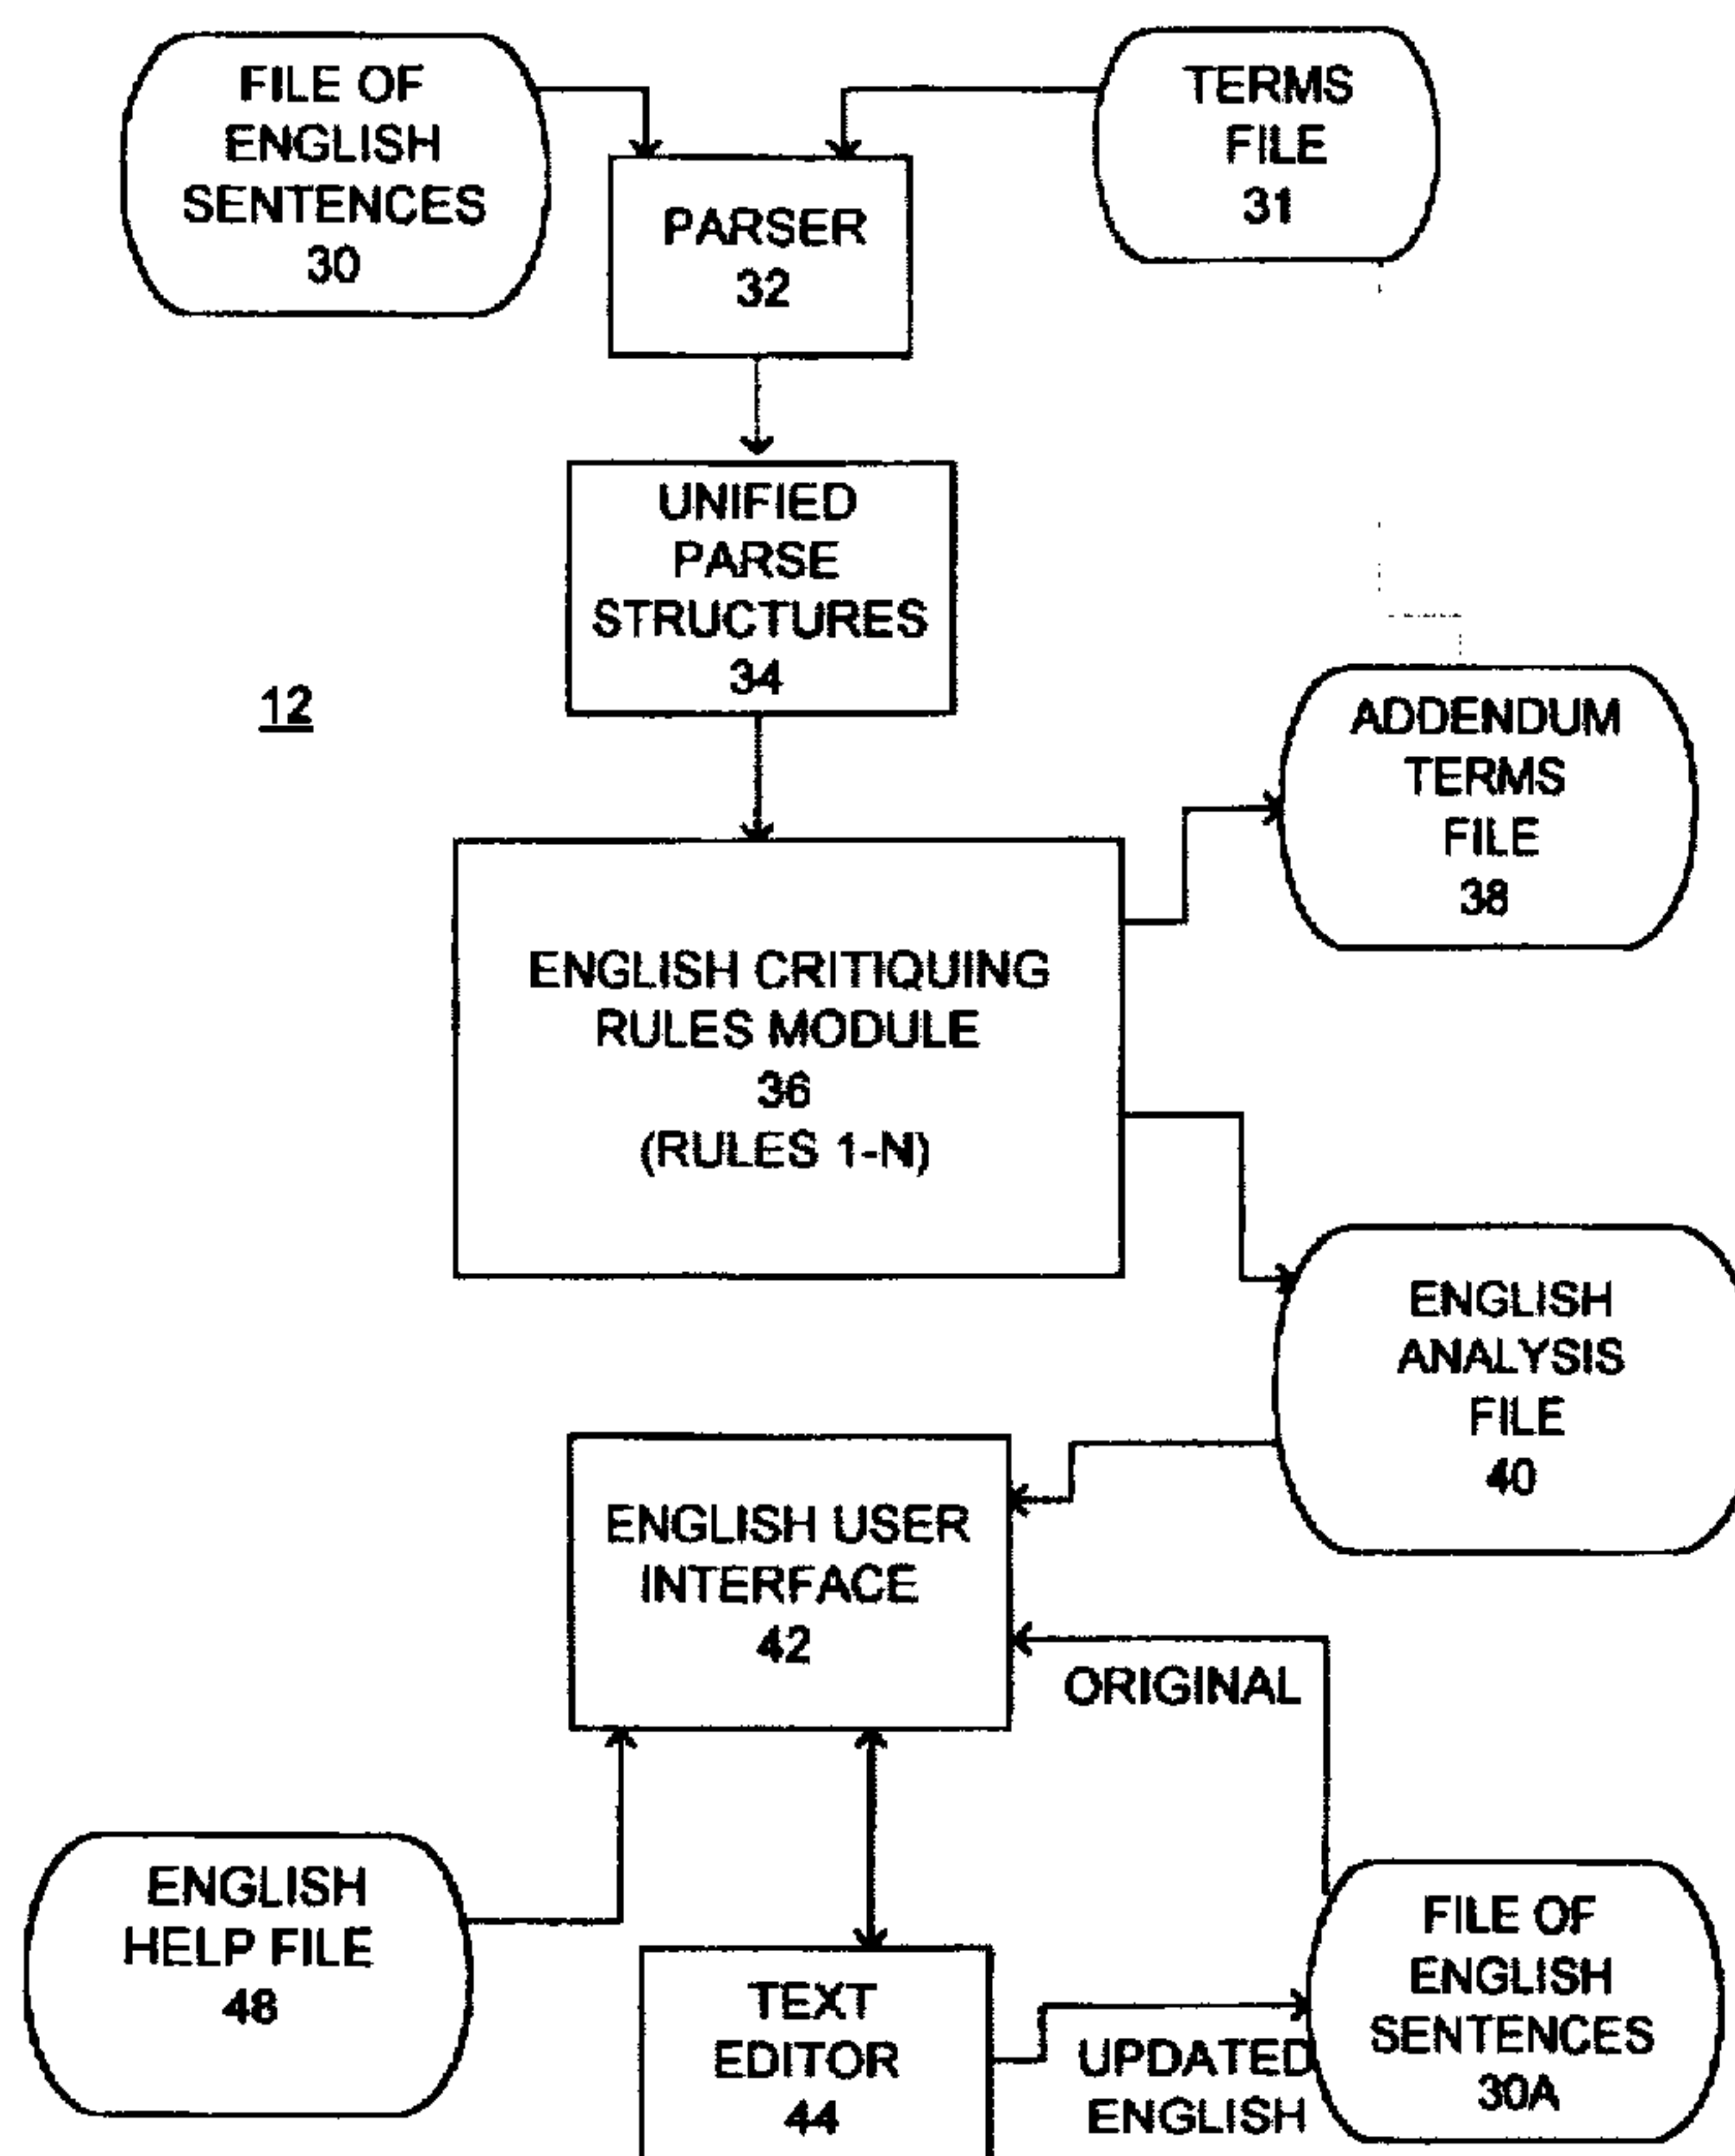 FILE OF
ENGLISH
SENTENCES
30
TERMS
FILE
31
PARSER
32
UNIFIED
PARSE
STRUCTURES
34
12
ADDENDUM
TERMS
FILE
38
ENGLISH CRITIQUING
RULES MODULE
36
(RULES 1-N)
ENGLISH
ANALYSIS
FILE
40
ENGLISH USER
INTERFACE
42
ORIGINAL
ENGLISH
HELP FILE
48
TEXT
EDITOR
44
UPDATED
ENGLISH
FILE OF
ENGLISH
SENTENCES
30A